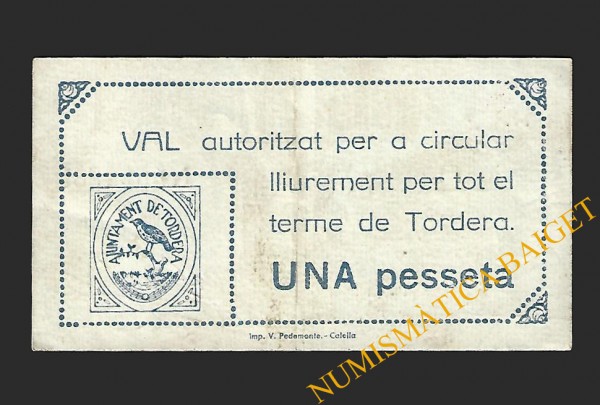 VAL autoritzat per a circular
lliurement per tot el
terme de Tordera.
UNA pesseta
AJUNTAMENT DE TORDERA
Imp. V. Pedemonte.- Calella
NUMISMÀTICA BAIGET